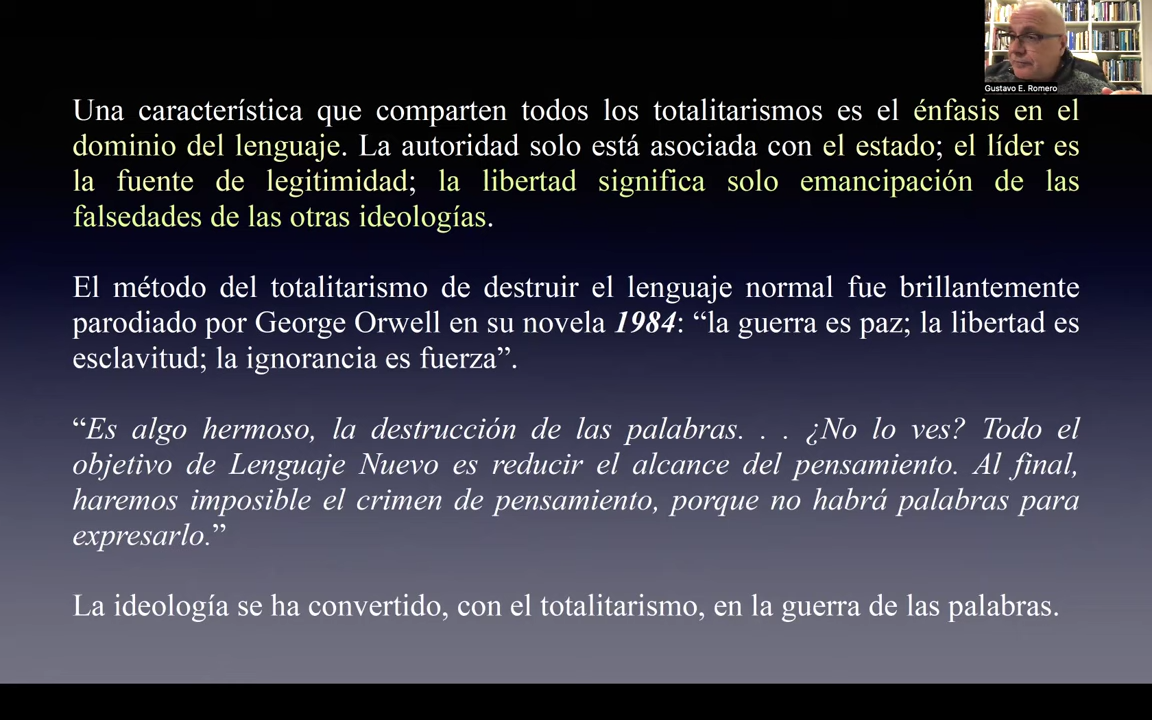 Gustavo E. Romero
Una característica que comparten todos los totalitarismos es el énfasis en el
dominio del lenguaje. La autoridad solo está asociada con el estado; el líder es
la fuente de legitimidad; la libertad significa solo emancipación de las
falsedades de las otras ideologías.
El método del totalitarismo de destruir el lenguaje normal fue brillantemente
parodiado por George Orwell en su novela 1984: “la guerra es paz; la libertad es
esclavitud; la ignorancia es fuerza”.
“Es algo hermoso, la destrucción de las palabras. . . ¿No lo ves? Todo el
objetivo de Lenguaje Nuevo es reducir el alcance del pensamiento. Al final,
haremos imposible el crimen de pensamiento, porque no habrá palabras para
expresarlo.”
La ideología se ha convertido, con el totalitarismo, en la guerra de las palabras.